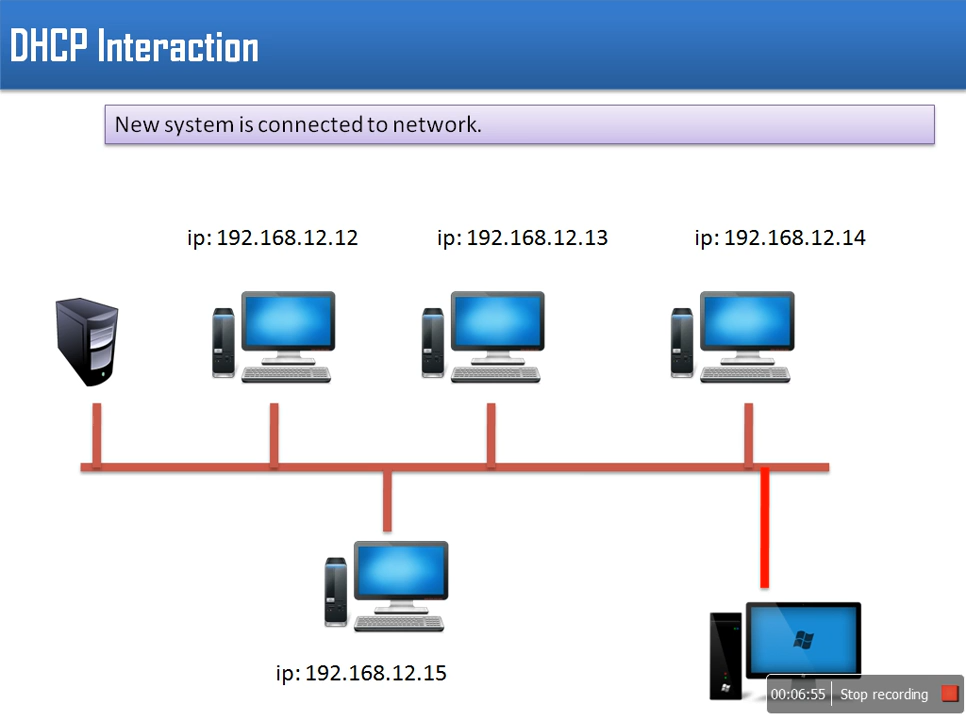 DHCP Interaction
New system is connected to network.
ip: 192.168.12.12
ip: 192.168.12.13
ip: 192.168.12.14
ip: 192.168.12.15
00:06:55 Stop recording